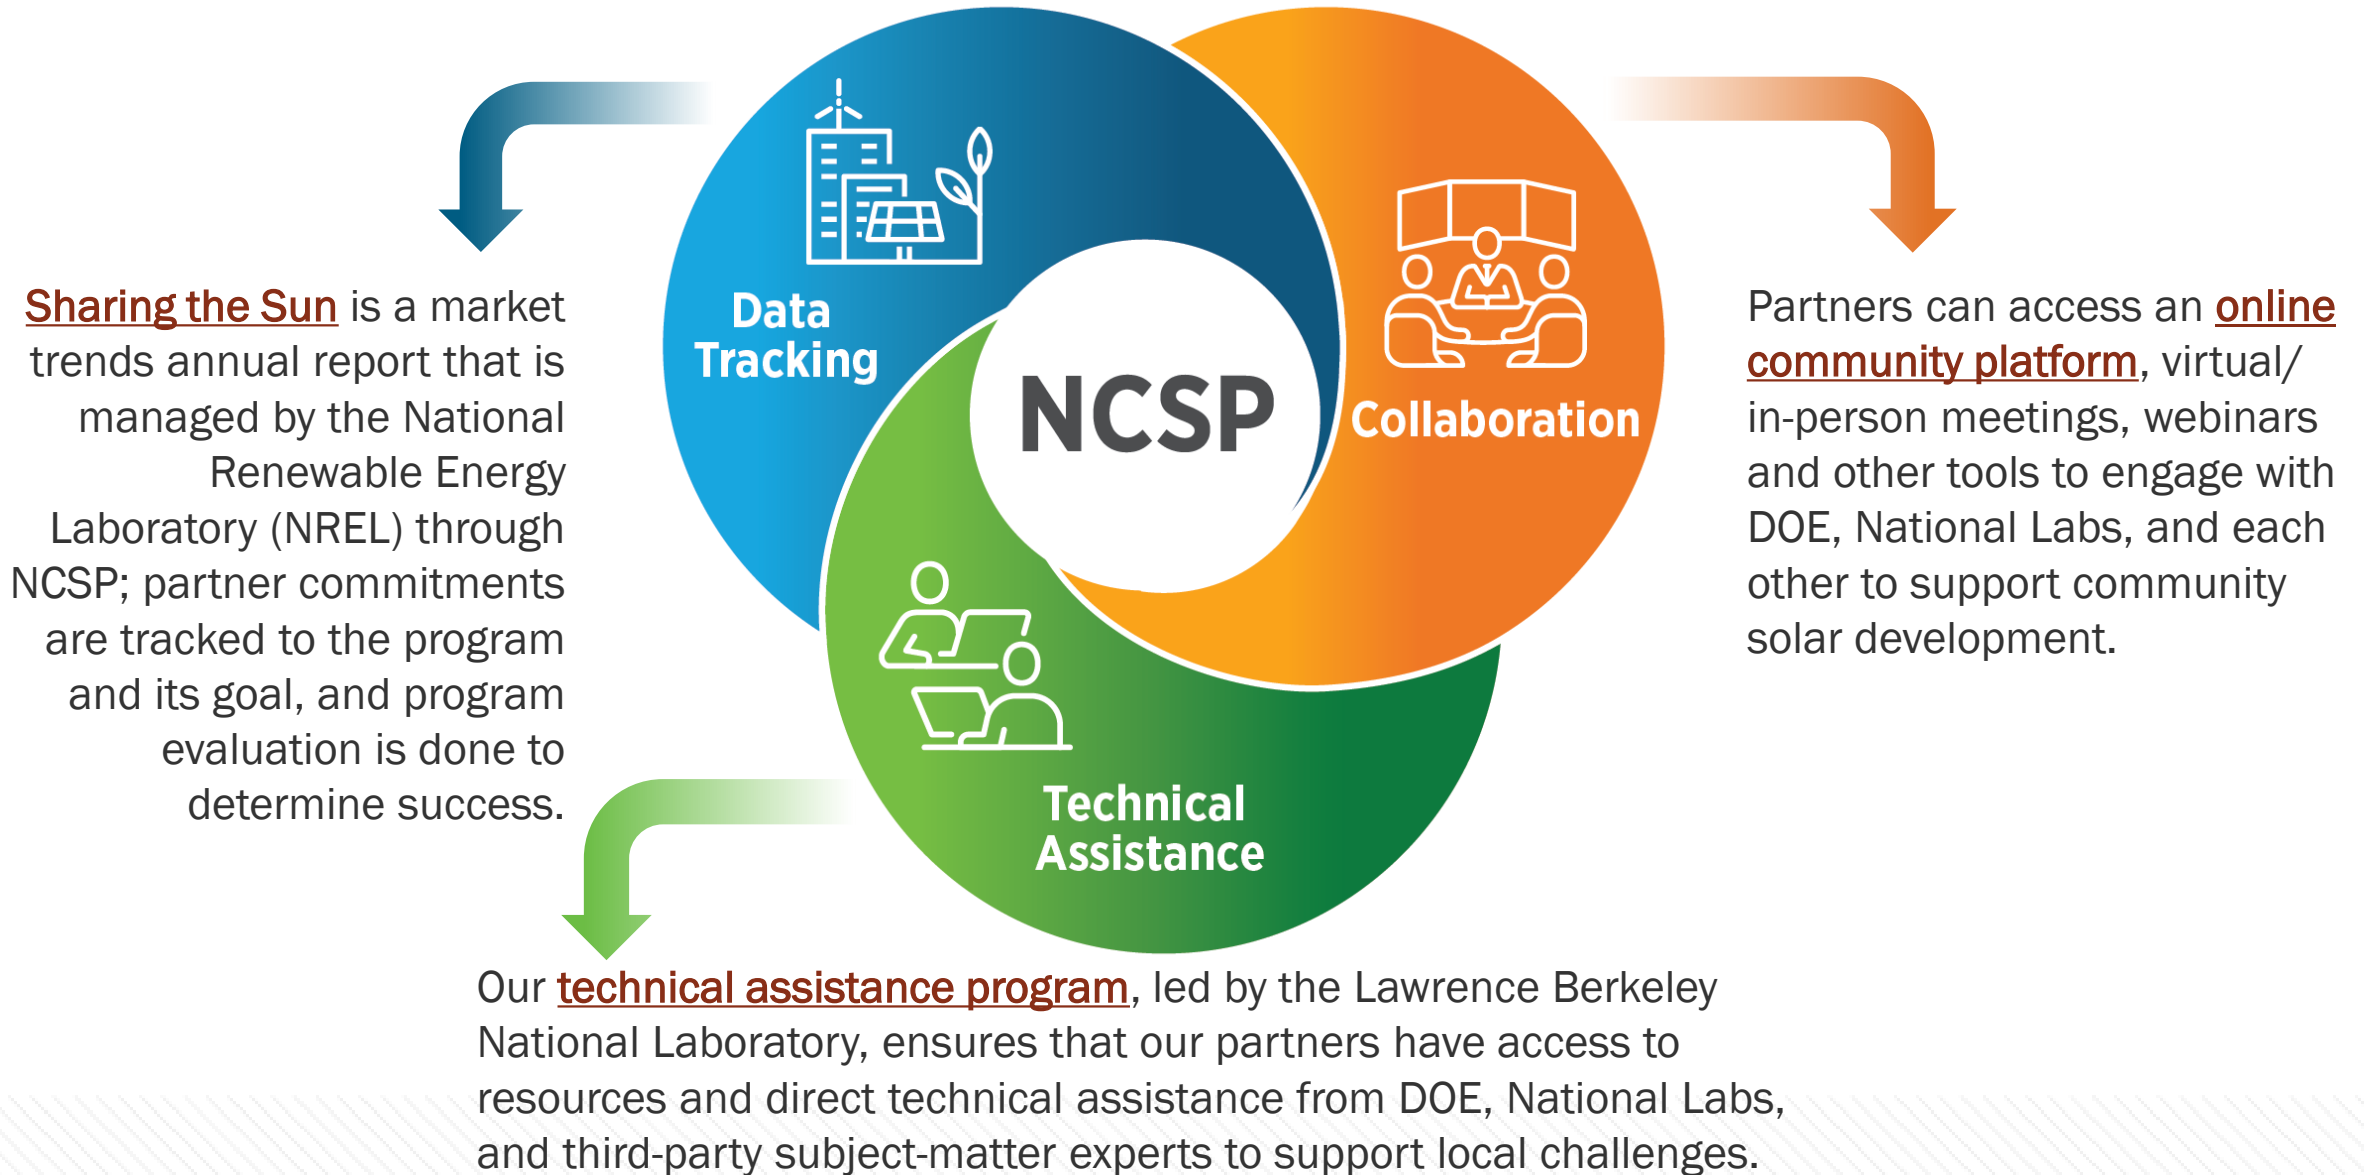 Data
Tracking
NCSP
Collaboration
Technical
Assistance
Sharing the Sun is a market
trends annual report that is
managed by the National
Renewable Energy
Laboratory (NREL) through
NCSP; partner commitments
are tracked to the program
and its goal, and program
evaluation is done to
determine success.
Partners can access an online
community platform, virtual/
in-person meetings, webinars
and other tools to engage with
DOE, National Labs, and each
other to support community
solar development.
Our technical assistance program, led by the Lawrence Berkeley
National Laboratory, ensures that our partners have access to
resources and direct technical assistance from DOE, National Labs,
and third-party subject-matter experts to support local challenges.